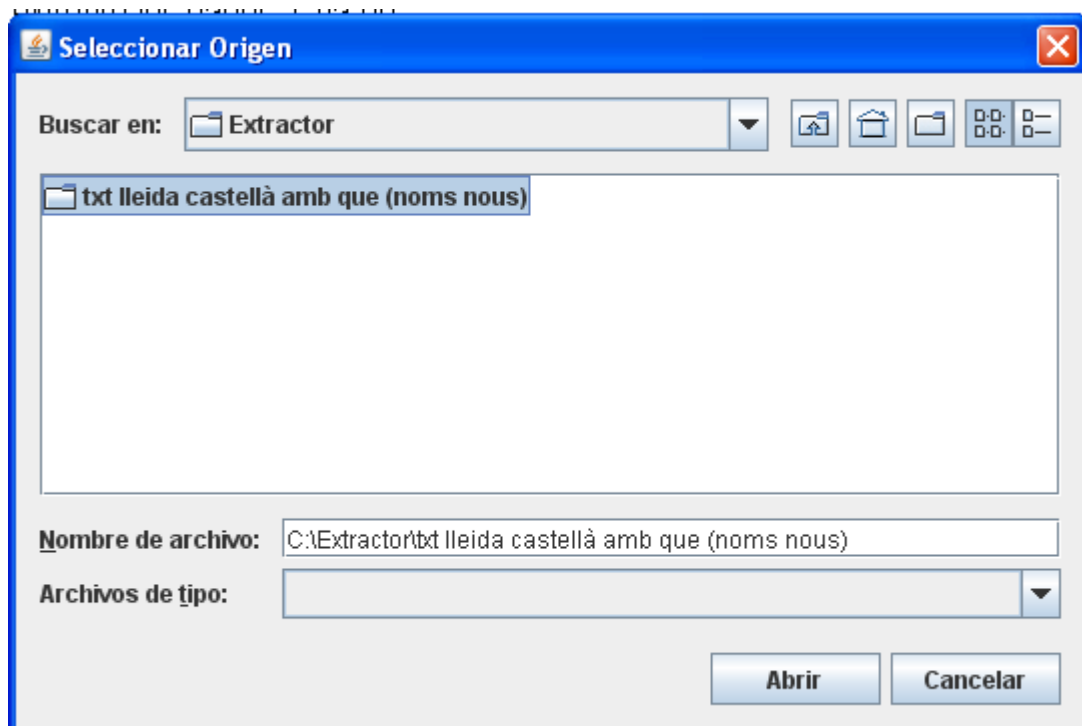 Seleccionar Origen
Buscar en: Extractor
txt lleida castellà amb que (noms nous)
Nombre de archivo: C:\Extractor\txt lleida castellà amb que (noms nous)
Archivos de tipo:
Abrir Cancelar